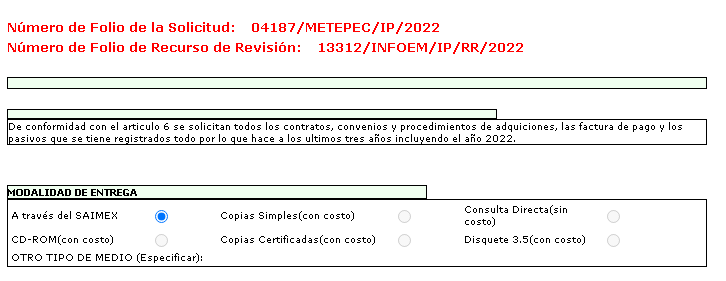 Número de Folio de la Solicitud: 04187/METEPEC/IP/2022
Número de Folio de Recurso de Revisión: 13312/INFOEM/IP/RR/2022
De conformidad con el articulo 6 se solicitan todos los contratos, convenios y procedimientos de adquiciones, las factura de pago y los
pasivos que se tiene registrados todo por lo que hace a los ultimos tres años incluyendo el año 2022.
MODALIDAD DE ENTREGA
A través del SAIMEX Copias Simples(con costo) Consulta Directa(sin
costo)
CD-ROM(con costo) Copias Certificadas(con costo) Disquete 3.5(con costo)
OTRO TIPO DE MEDIO (Especificar):